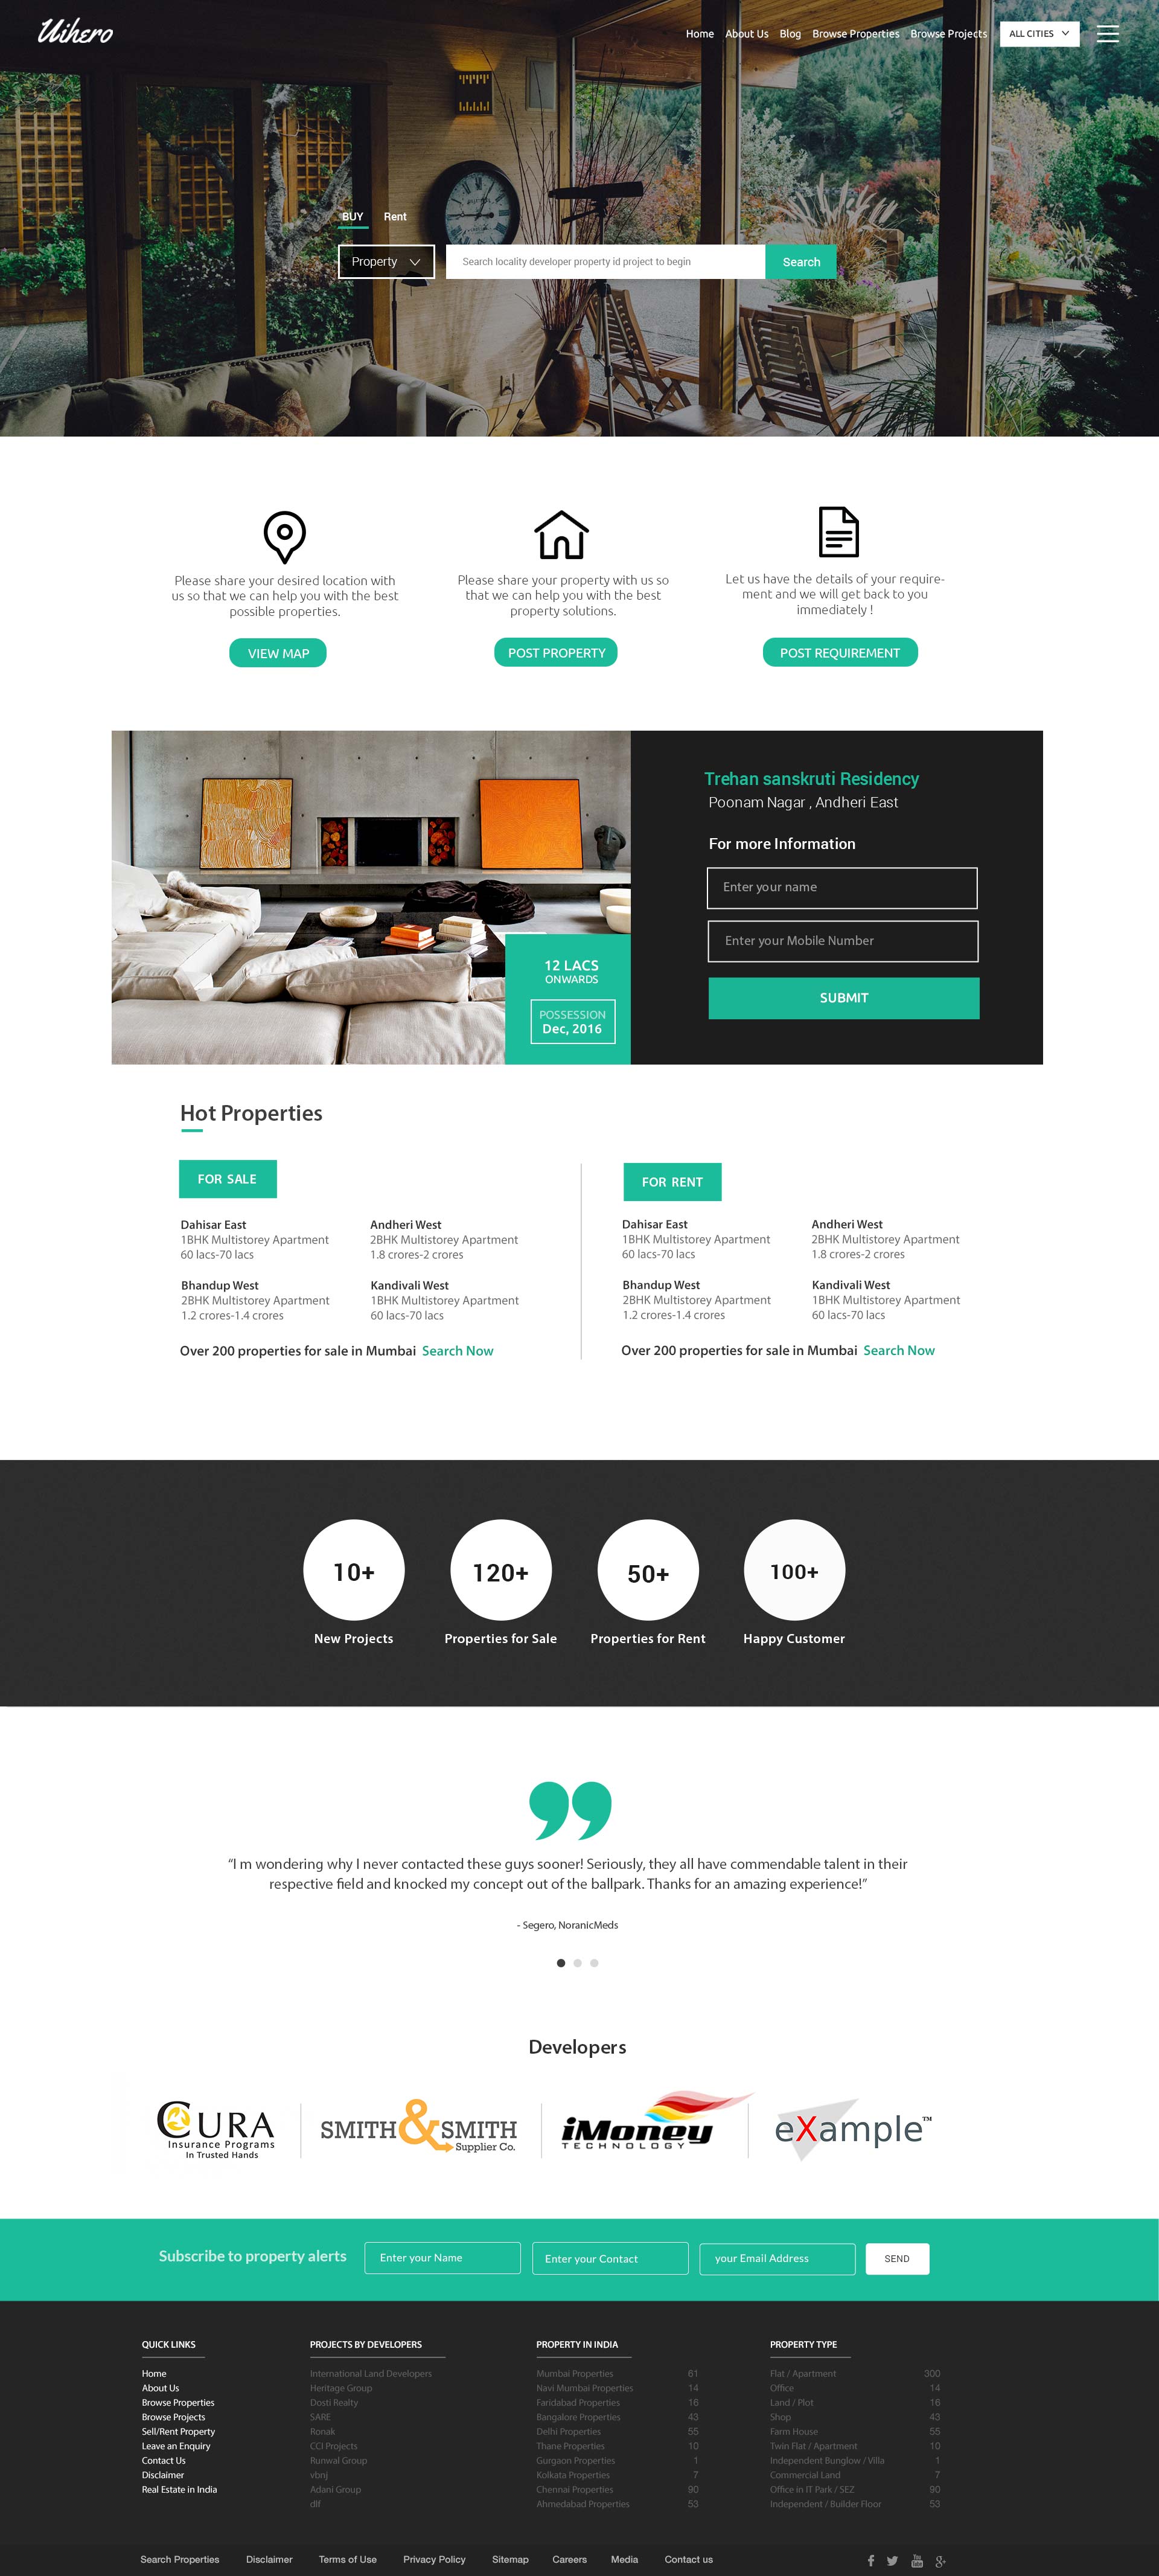 Uihero
Home About Us Blog Browse Properties Browse Projects ALL CITIES
BUY Rent
Property Search locality developer property id project to begin Search
Please share your desired location with
us so that we can help you with the best
possible properties.
VIEW MAP
Please share your property with us so
that we can help you with the best
property solutions.
POST PROPERTY
Let us have the details of your require-
ment and we will get back to you
immediately !
POST REQUIREMENT
12 LACS
ONWARDS
POSSESSION
Dec, 2016
Trehan sanskruti Residency
Poonam Nagar , Andheri East
For more Information
Enter your name
Enter your Mobile Number
SUBMIT
Hot Properties
FOR SALE
Dahisar East
1BHK Multistorey Apartment
60 lacs-70 lacs
Andheri West
2BHK Multistorey Apartment
1.8 crores-2 crores
Bhandup West
2BHK Multistorey Apartment
1.2 crores-1.4 crores
Kandivali West
1BHK Multistorey Apartment
60 lacs-70 lacs
Over 200 properties for sale in Mumbai Search Now
FOR RENT
Dahisar East
1BHK Multistorey Apartment
60 lacs-70 lacs
Andheri West
2BHK Multistorey Apartment
1.8 crores-2 crores
Bhandup West
2BHK Multistorey Apartment
1.2 crores-1.4 crores
Kandivali West
1BHK Multistorey Apartment
60 lacs-70 lacs
Over 200 properties for sale in Mumbai Search Now
10+ 120+ 50+ 100+
New Projects Properties for Sale Properties for Rent Happy Customer
“I m wondering why I never contacted these guys sooner! Seriously, they all have commendable talent in their
respective field and knocked my concept out of the ballpark. Thanks for an amazing experience!”
- Segero, NoranicMeds
Developers
CURA
Insurance Programs
In Trusted Hands
SMITH & SMITH
Supplier Co.
iMoney
TECHNOLOGY
eXample™
Subscribe to property alerts Enter your Name Enter your Contact your Email Address SEND
QUICK LINKS
Home
About Us
Browse Properties
Browse Projects
Sell/Rent Property
Leave an Enquiry
Contact Us
Disclaimer
Real Estate in India
PROJECTS BY DEVELOPERS
International Land Developers
Heritage Group
Dosti Realty
SARE
Ronak
CCI Projects
Runwal Group
vbnj
Adani Group
dlf
PROPERTY IN INDIA
Mumbai Properties 61
Navi Mumbai Properties 14
Faridabad Properties 16
Bangalore Properties 43
Delhi Properties 55
Thane Properties 10
Gurgaon Properties 1
Kolkata Properties 7
Chennai Properties 90
Ahmedabad Properties 53
PROPERTY TYPE
Flat / Apartment 300
Office 14
Land / Plot 16
Shop 43
Farm House 55
Twin Flat / Apartment 10
Independent Bunglow / Villa 1
Commercial Land 7
Office in IT Park / SEZ 90
Independent / Builder Floor 53
Search Properties Disclaimer Terms of Use Privacy Policy Sitemap Careers Media Contact us